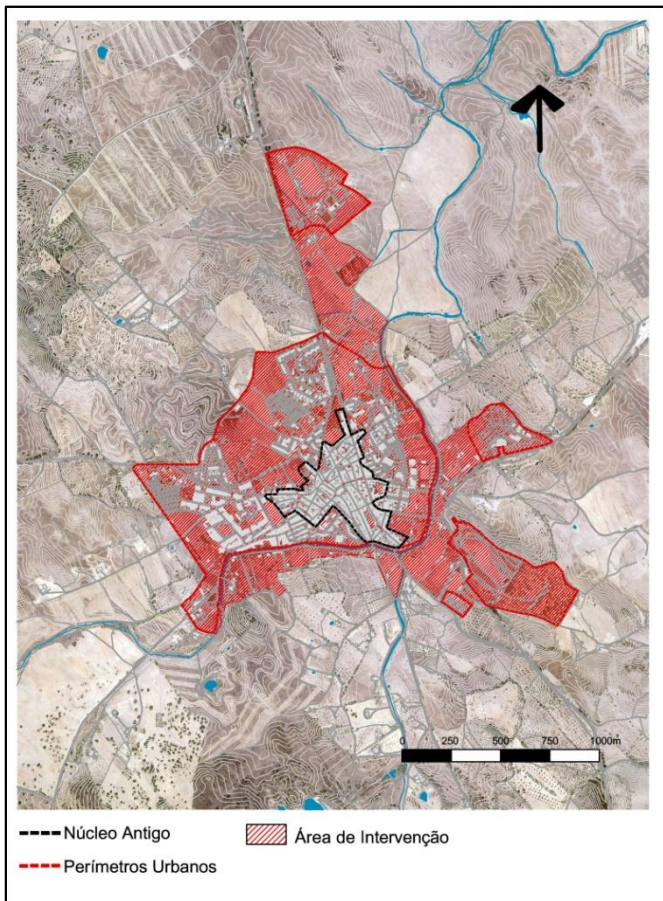 0 250 500 750 1000m
Núcleo Antigo
Área de Intervenção
Perímetros Urbanos